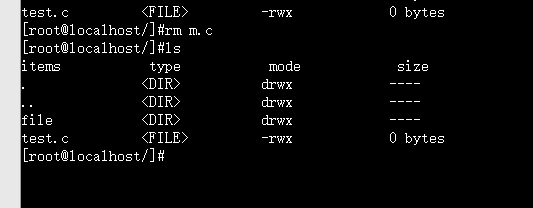 test.c <FILE> -rwx 0 bytes
[root@localhost/]#rm m.c
[root@localhost/]#ls
items type mode size
. <DIR> drwx ----
.. <DIR> drwx ----
file <DIR> drwx ----
test.c <FILE> -rwx 0 bytes
[root@localhost/]#